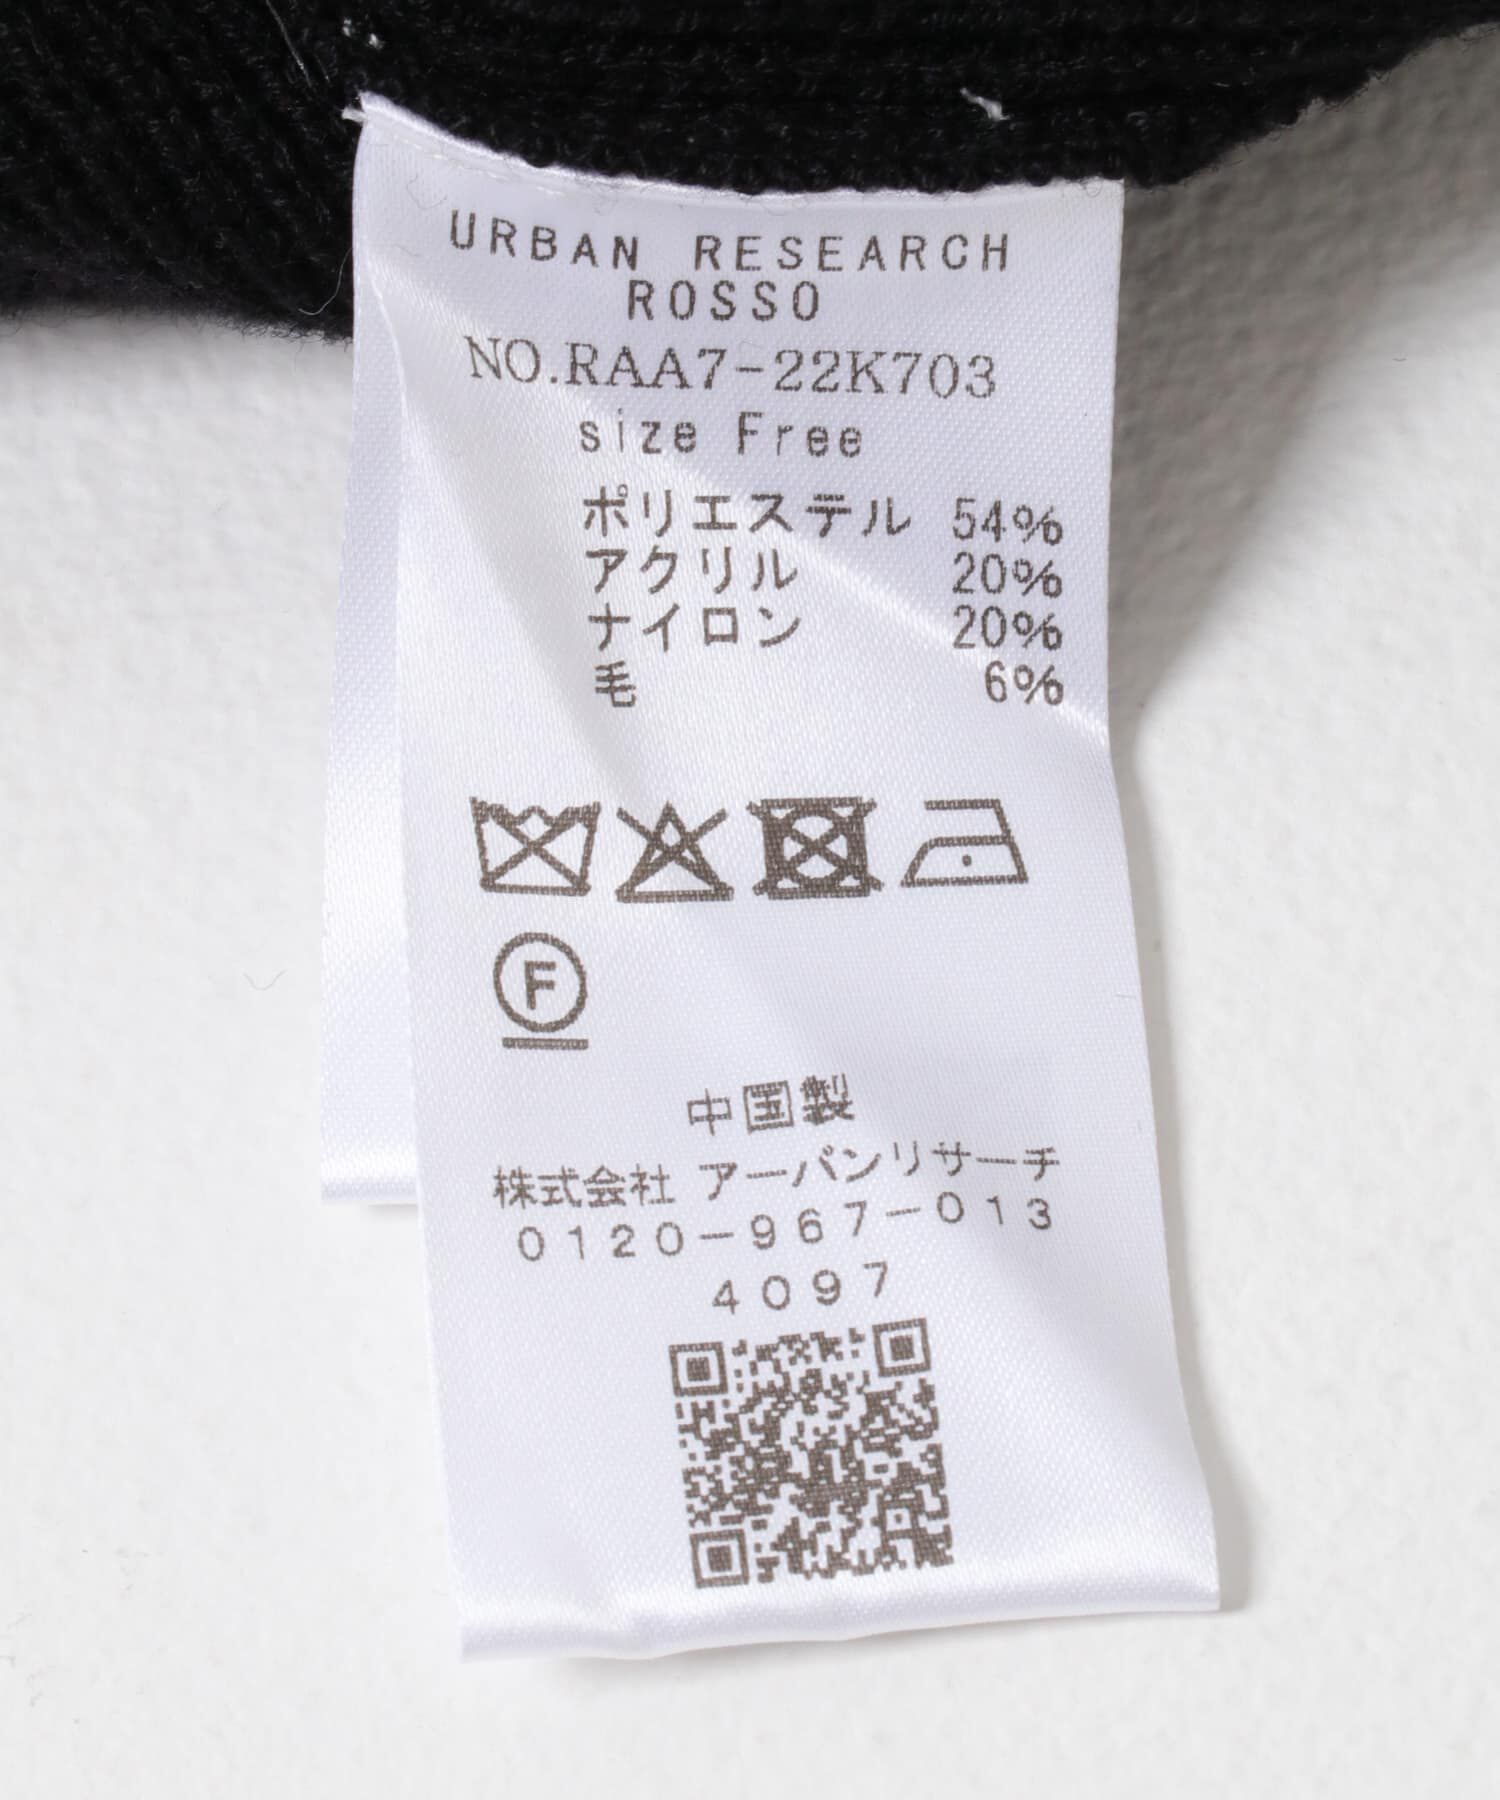 URBAN RESEARCH
ROSSO
NO.RAA7-22K703
size Free
ポリエステル 54%
アクリル 20%
ナイロン 20%
毛 6%
F
中国製
株式会社 アーバンリサーチ
0120-967-013
4097